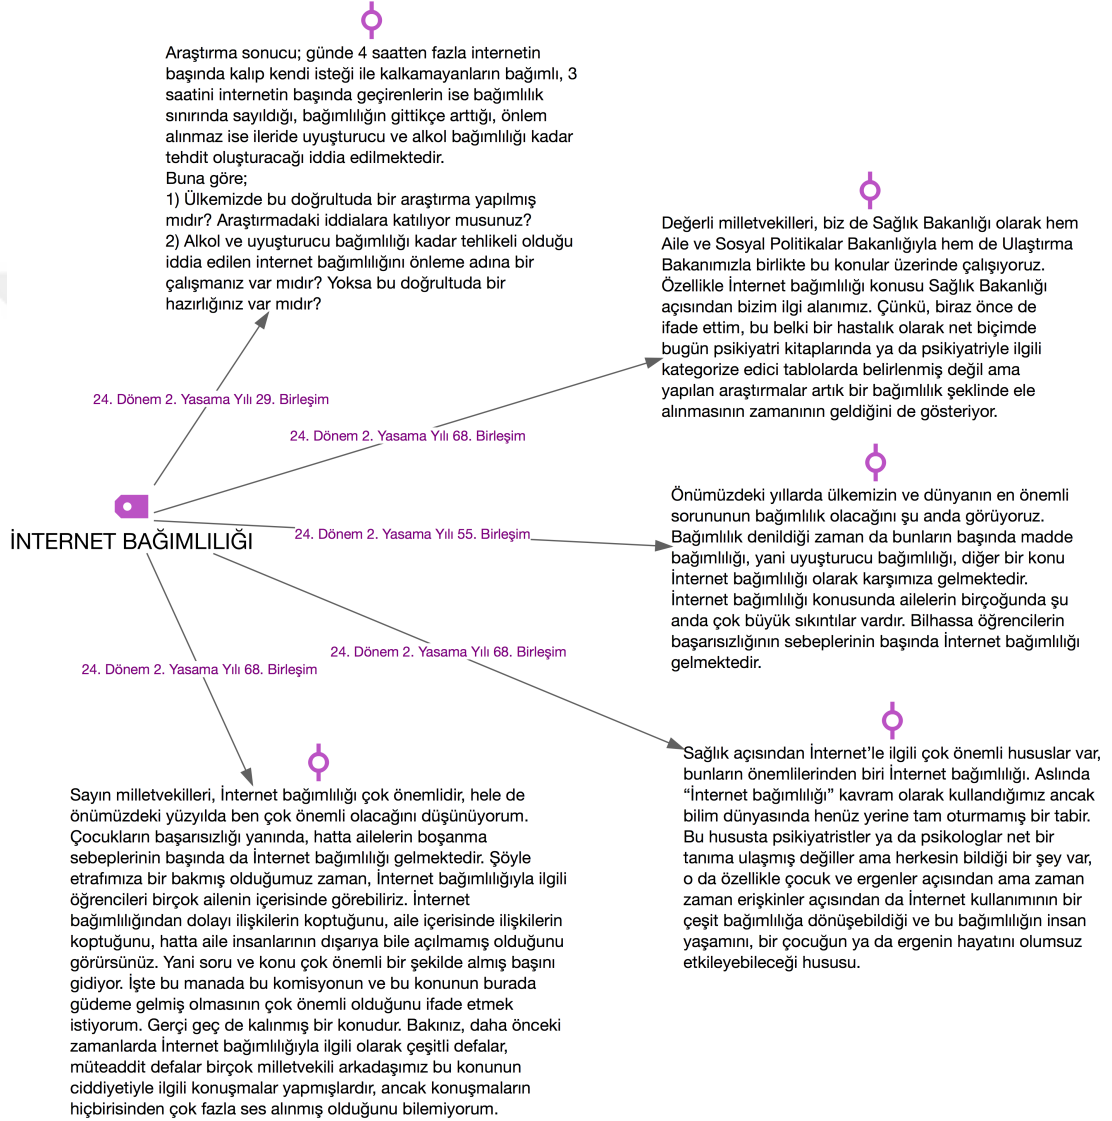 Araştırma sonucu; günde 4 saatten fazla internetin
başında kalıp kendi isteği ile kalkamayanların bağımlı, 3
saatini internetin başında geçirenlerin ise bağımlılık
sınırında sayıldığı, bağımlılığın gittikçe arttığı, önlem
alınmaz ise ileride uyuşturucu ve alkol bağımlılığı kadar
tehdit oluşturacağı iddia edilmektedir.
Buna göre;
1) Ülkemizde bu doğrultuda bir araştırma yapılmış
mıdır? Araştırmadaki iddialara katılıyor musunuz?
2) Alkol ve uyuşturucu bağımlılığı kadar tehlikeli olduğu
iddia edilen internet bağımlılığını önleme adına bir
çalışmanız var mıdır? Yoksa bu doğrultuda bir
hazırlığınız var mıdır?
Değerli milletvekilleri, biz de Sağlık Bakanlığı olarak hem
Aile ve Sosyal Politikalar Bakanlığıyla hem de Ulaştırma
Bakanımızla birlikte bu konular üzerinde çalışıyoruz.
Özellikle İnternet bağımlılığı konusu Sağlık Bakanlığı
açısından bizim ilgi alanımız. Çünkü, biraz önce de
ifade ettim, bu belki bir hastalık olarak net biçimde
bugün psikiyatri kitaplarında ya da psikiyatriyle ilgili
kategorize edici tablolarda belirlenmiş değil ama
yapılan araştırmalar artık bir bağımlılık şeklinde ele
alınmasının zamanının geldiğini de gösteriyor.
24. Dönem 2. Yasama Yılı 29. Birleşim
24. Dönem 2. Yasama Yılı 68. Birleşim
İNTERNET BAĞIMLILIĞI
24. Dönem 2. Yasama Yılı 55. Birleşim
Önümüzdeki yıllarda ülkemizin ve dünyanın en önemli
sorununun bağımlılık olacağını şu anda görüyoruz.
Bağımlılık denildiği zaman da bunların başında madde
bağımlılığı, yani uyuşturucu bağımlılığı, diğer bir konu
İnternet bağımlılığı olarak karşımıza gelmektedir.
İnternet bağımlılığı konusunda ailelerin birçoğunda şu
anda çok büyük sıkıntılar vardır. Bilhassa öğrencilerin
başarısızlığının sebeplerinin başında İnternet bağımlılığı
gelmektedir.
24. Dönem 2. Yasama Yılı 68. Birleşim
24. Dönem 2. Yasama Yılı 68. Birleşim
Sağlık açısından İnternet'le ilgili çok önemli hususlar var,
bunların önemlilerinden biri İnternet bağımlılığı. Aslında
“İnternet bağımlılığı” kavram olarak kullandığımız ancak
bilim dünyasında henüz yerine tam oturmamış bir tabir.
Bu hususta psikiyatristler ya da psikologlar net bir
tanıma ulaşmış değiller ama herkesin bildiği bir şey var,
o da özellikle çocuk ve ergenler açısından ama zaman
zaman erişkinler açısından da İnternet kullanımının bir
çeşit bağımlılığa dönüşebildiği ve bu bağımlılığın insan
yaşamını, bir çocuğun ya da ergenin hayatını olumsuz
etkileyebileceği hususu.
Sayın milletvekilleri, İnternet bağımlılığı çok önemlidir, hele de
önümüzdeki yüzyılda ben çok önemli olacağını düşünüyorum.
Çocukların başarısızlığı yanında, hatta ailelerin boşanma
sebeplerinin başında da İnternet bağımlılığı gelmektedir. Şöyle
etrafımıza bir bakmış olduğumuz zaman, İnternet bağımlılığıyla ilgili
öğrencileri birçok ailenin içerisinde görebiliriz. İnternet
bağımlılığından dolayı ilişkilerin koptuğunu, aile içerisinde ilişkilerin
koptuğunu, hatta aile insanlarının dışarıya bile açılmamış olduğunu
görürsünüz. Yani soru ve konu çok önemli bir şekilde almış başını
gidiyor. İşte bu manada bu komisyonun ve bu konunun burada
güdeme gelmiş olmasının çok önemli olduğunu ifade etmek
istiyorum. Gerçi geç de kalınmış bir konudur. Bakınız, daha önceki
zamanlarda İnternet bağımlılığıyla ilgili olarak çeşitli defalar,
müteaddit defalar birçok milletvekili arkadaşımız bu konunun
ciddiyetiyle ilgili konuşmalar yapmışlardır, ancak konuşmaların
hiçbirisinden çok fazla ses alınmış olduğunu bilemiyorum.